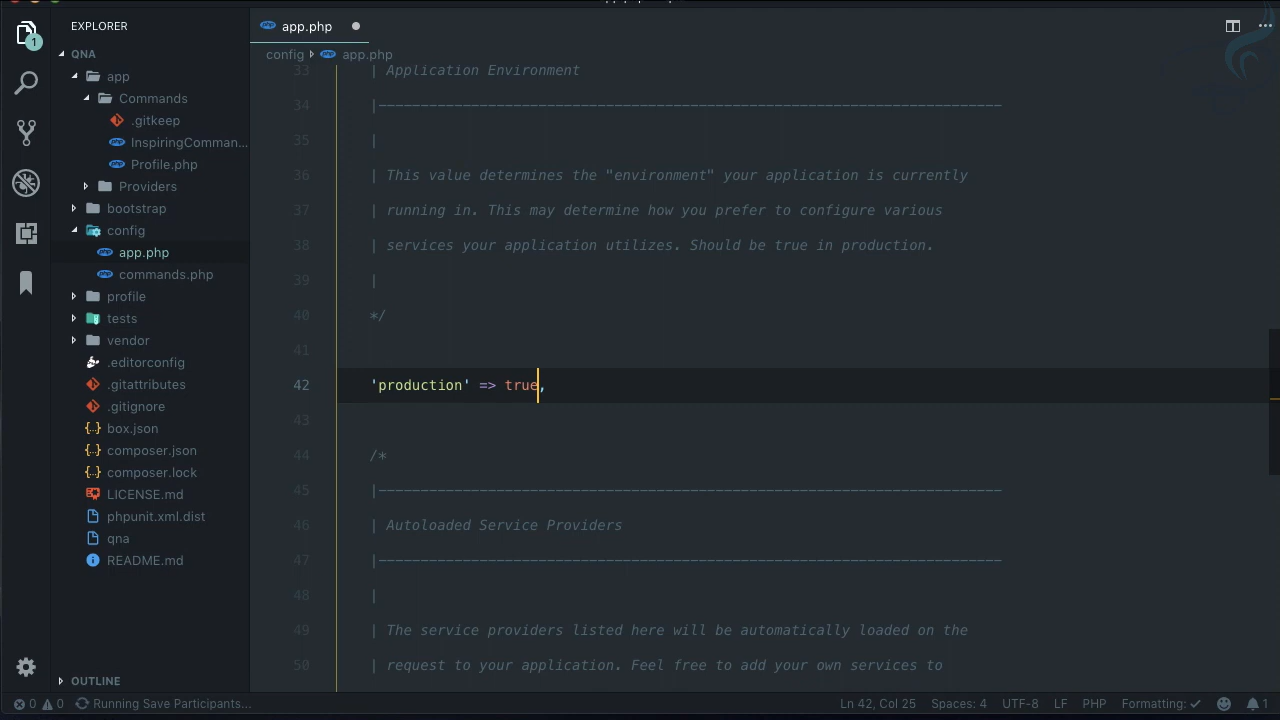 EXPLORER
QNA
app
Commands
.gitkeep
InspiringComman...
Profile.php
Providers
bootstrap
config
app.php
commands.php
profile
tests
vendor
.editorconfig
.gitattributes
.gitignore
box.json
composer.json
composer.lock
LICENSE.md
phpunit.xml.dist
qna
README.md
OUTLINE
1
app.php
config app.php
33 | Application Environment
34 |--------------------------------------------------------------------------
35 |
36 | This value determines the "environment" your application is currently
37 | running in. This may determine how you prefer to configure various
38 | services your application utilizes. Should be true in production.
39 |
40 */
41
42 'production' => true,
43
44 /*
45 |--------------------------------------------------------------------------
46 | Autoloaded Service Providers
47 |--------------------------------------------------------------------------
48 |
49 | The service providers listed here will be automatically loaded on the
50 | request to your application. Feel free to add your own services to
0 0 Running Save Participants... Ln 42, Col 25 Spaces: 4 UTF-8 LF PHP Formatting: ✓ 1